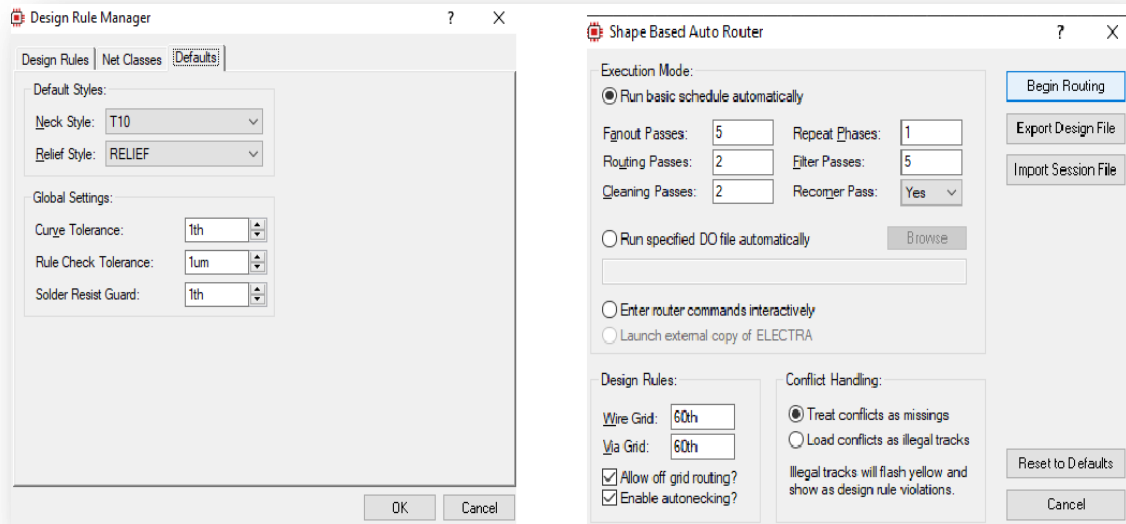 Design Rule Manager
? X
Design Rules
Net Classes
Defaults
Default Styles:
Neck Style: T10
Relief Style: RELIEF
Global Settings:
Curve Tolerance: 1th
Rule Check Tolerance: 1um
Solder Resist Guard: 1th
OK
Cancel
Shape Based Auto Router
? X
Execution Mode:
Run basic schedule automatically
Fanout Passes: 5
Repeat Phases: 1
Routing Passes: 2
Filter Passes: 5
Cleaning Passes: 2
Recorner Pass: Yes
Run specified DO file automatically
Browse
Enter router commands interactively
Launch external copy of ELECTRA
Design Rules:
Wire Grid: 60th
Via Grid: 60th
Allow off grid routing?
Enable autonecking?
Conflict Handling:
Treat conflicts as missings
Load conflicts as illegal tracks
Illegal tracks will flash yellow and
show as design rule violations.
Begin Routing
Export Design File
Import Session File
Reset to Defaults
Cancel